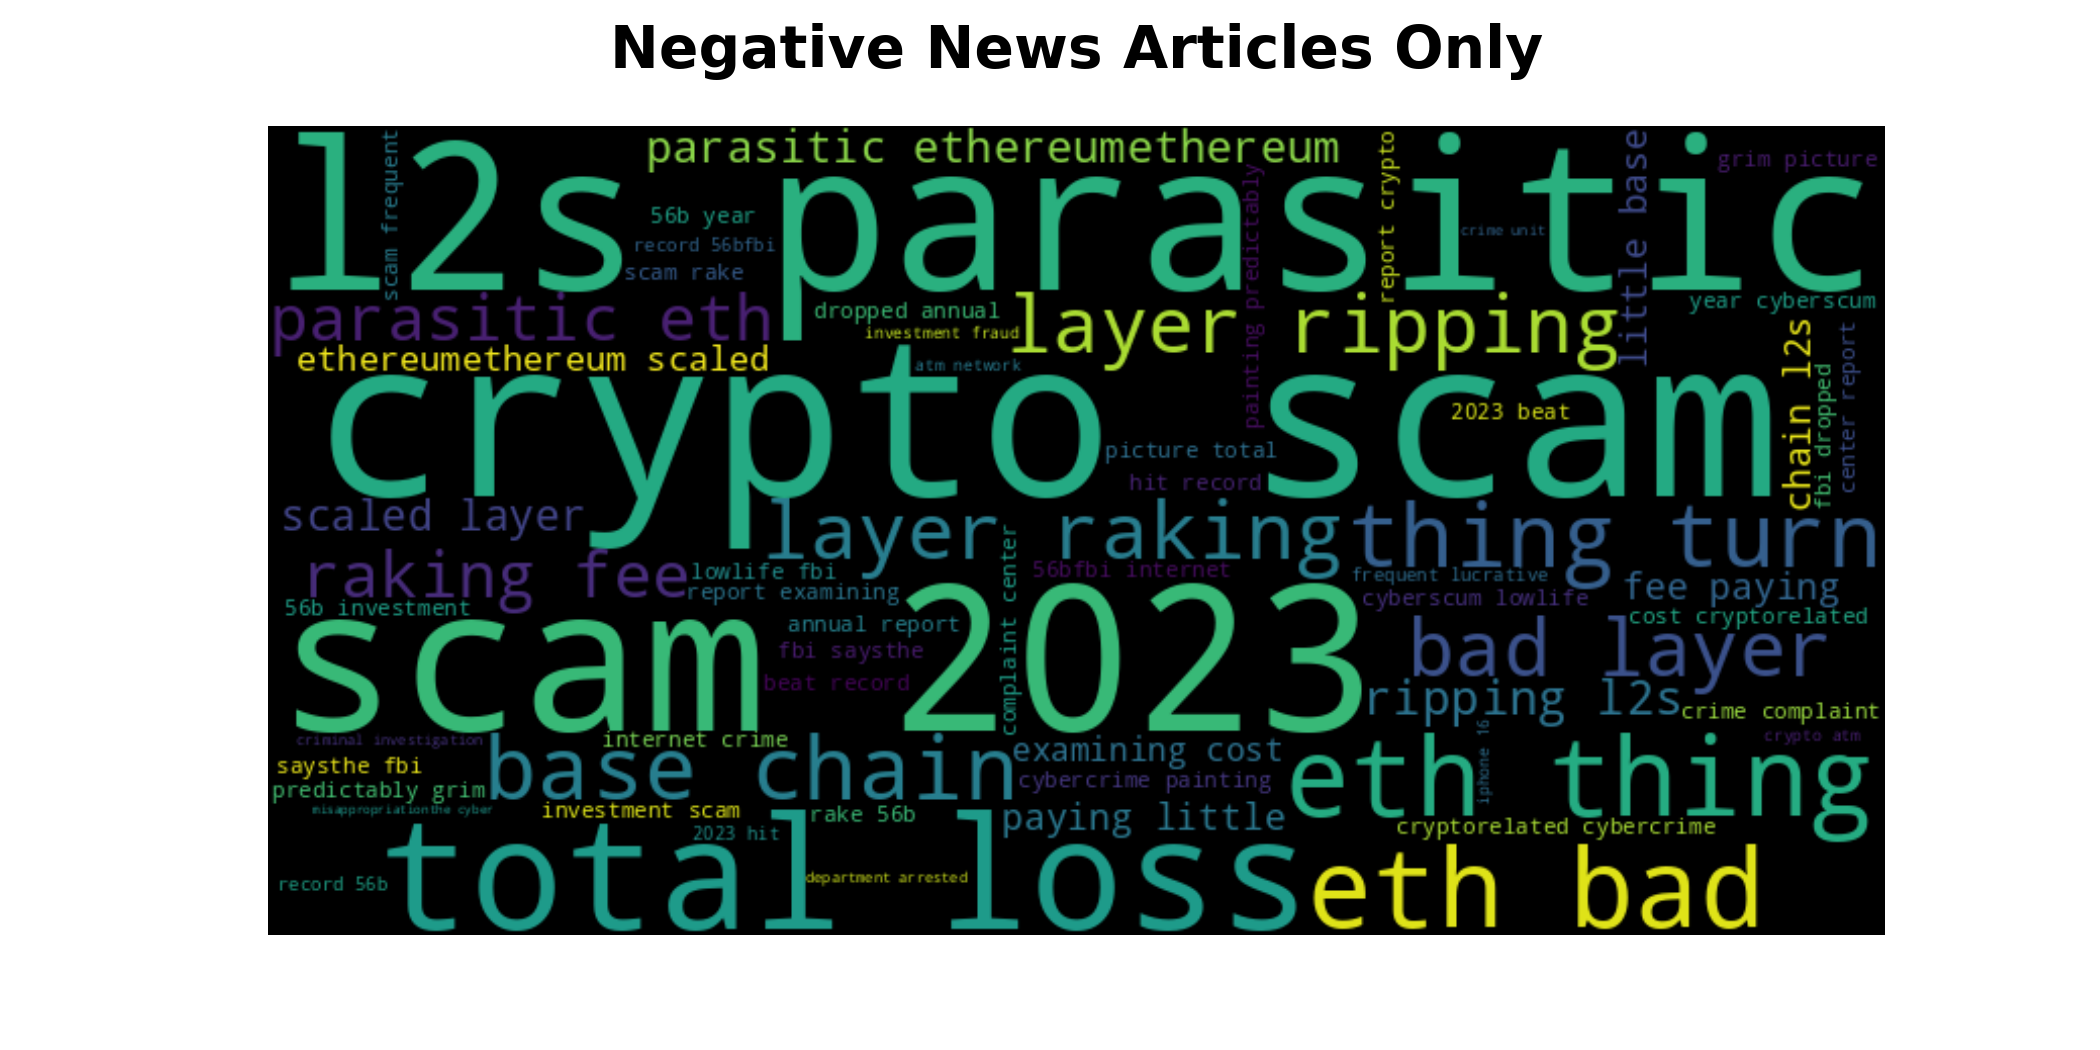 Negative News Articles Only
l2s parasitic
scam frequent
parasitic ethereumethereum
56b year
record 56bfbi
scam rake
painting predictably
report crypto
crime unit
little base
grim picture
year cyberscum
parasitic eth
dropped annual
investment fraud
layer ripping
ethereumethereum scaled
atm network
crypto scam
2023 beat
chain l2s
fbi dropped
center report
picture total
hit record
scaled layer
layer raking
thing turn
raking fee
lowlife fbi
report examining
complaint center
56bfbi internet
frequent lucrative
cyberscum lowlife
fee paying
cost cryptorelated
56b investment
scam 2023
annual report
fbi saysthe
beat record
bad layer
ripping l2s
crime complaint
crypto atm
criminal investigation
internet crime
base chain
examining cost
cybercrime painting
iphone 16
eth thing
saysthe fbi
predictably grim
misappropriationthe cyber
investment scam
rake 56b
paying little
2023 hit
cryptorelated cybercrime
record 56b
total loss
department arrested
eth bad